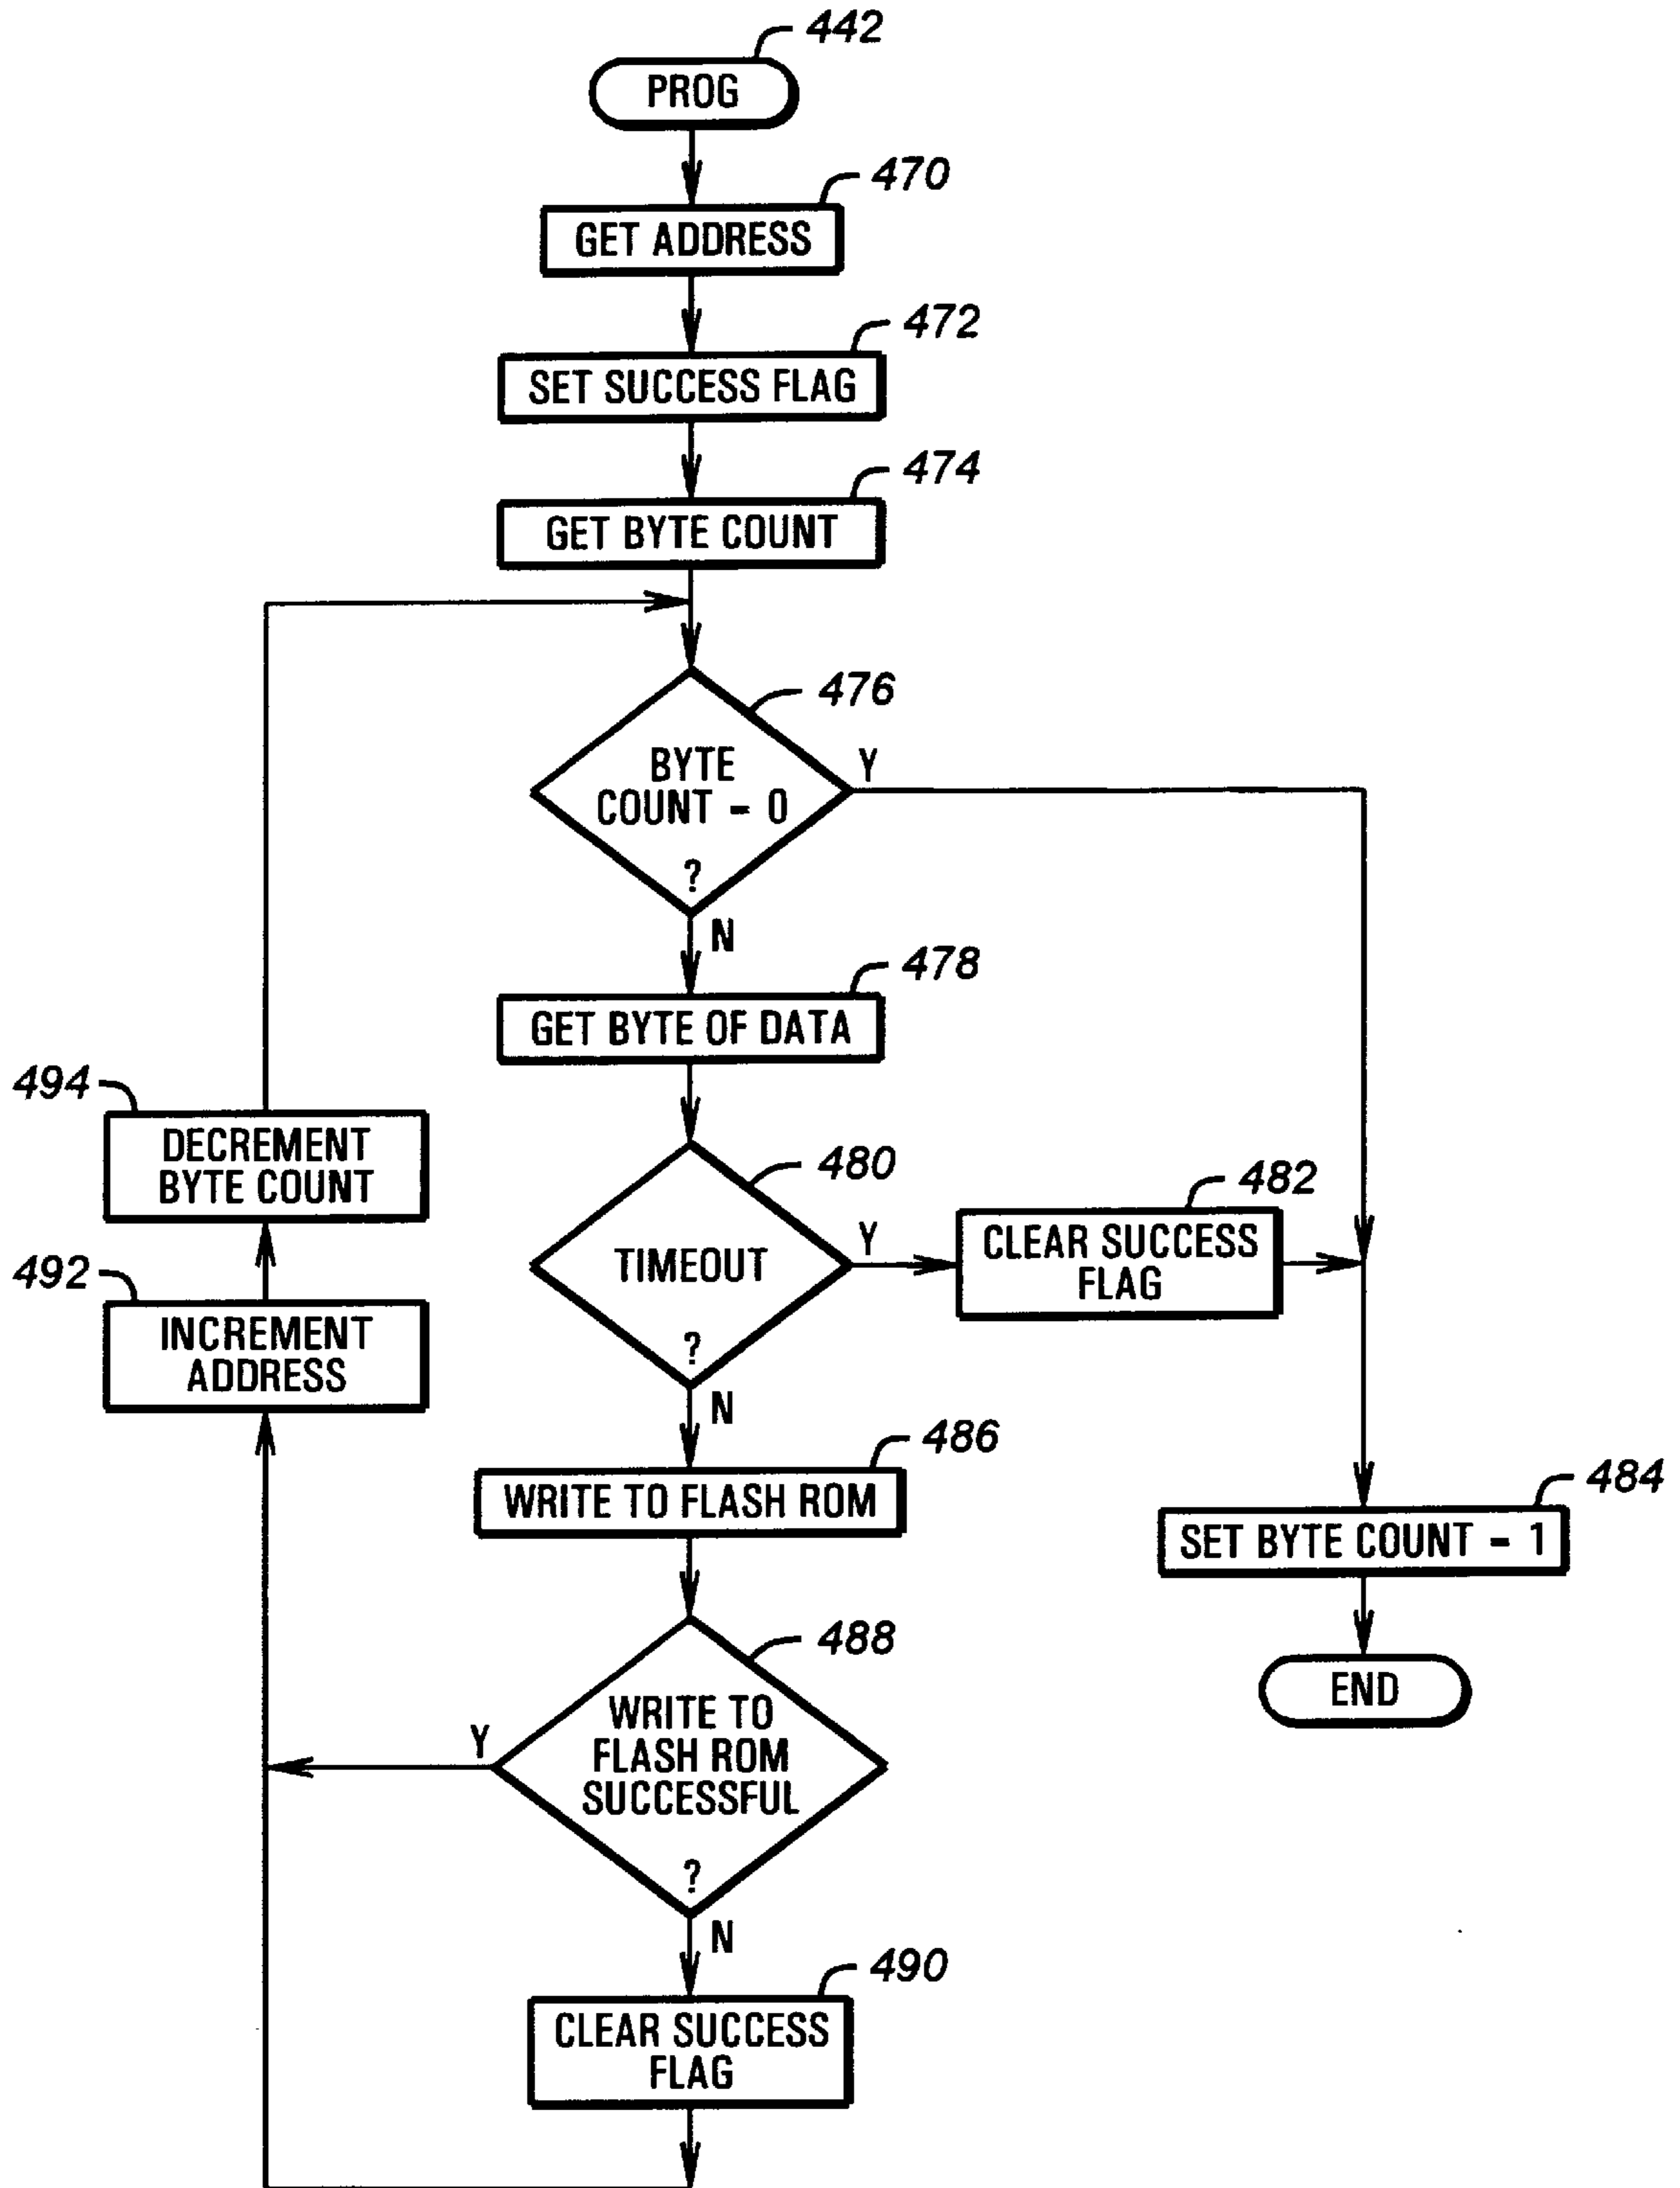 442
PROG
470
GET ADDRESS
472
SET SUCCESS FLAG
474
GET BYTE COUNT
476
BYTE
COUNT = 0
?
Y
N
478
GET BYTE OF DATA
494
DECREMENT
BYTE COUNT
480
TIMEOUT
?
Y
N
482
CLEAR SUCCESS
FLAG
492
INCREMENT
ADDRESS
486
WRITE TO FLASH ROM
484
SET BYTE COUNT = 1
488
WRITE TO
FLASH ROM
SUCCESSFUL
?
Y
N
END
490
CLEAR SUCCESS
FLAG